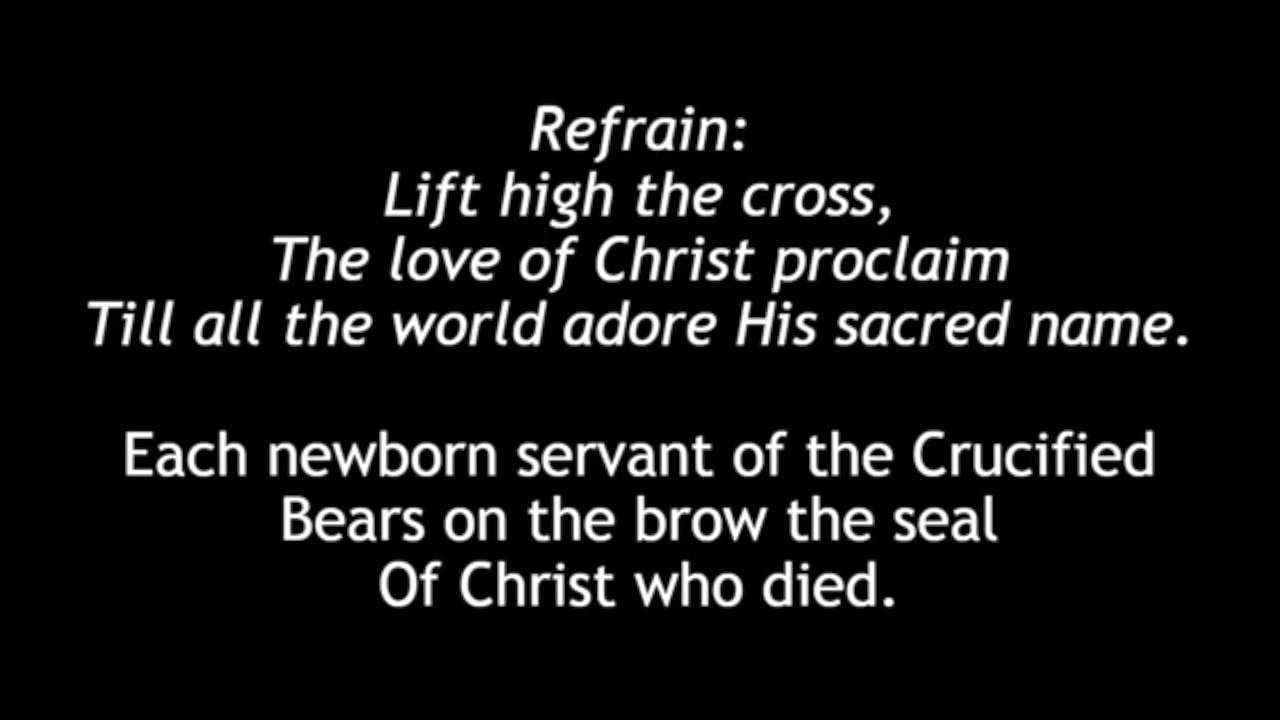 Refrain:
Lift high the cross,
The love of Christ proclaim
Till all the world adore His sacred name.
Each newborn servant of the Crucified
Bears on the brow the seal
Of Christ who died.